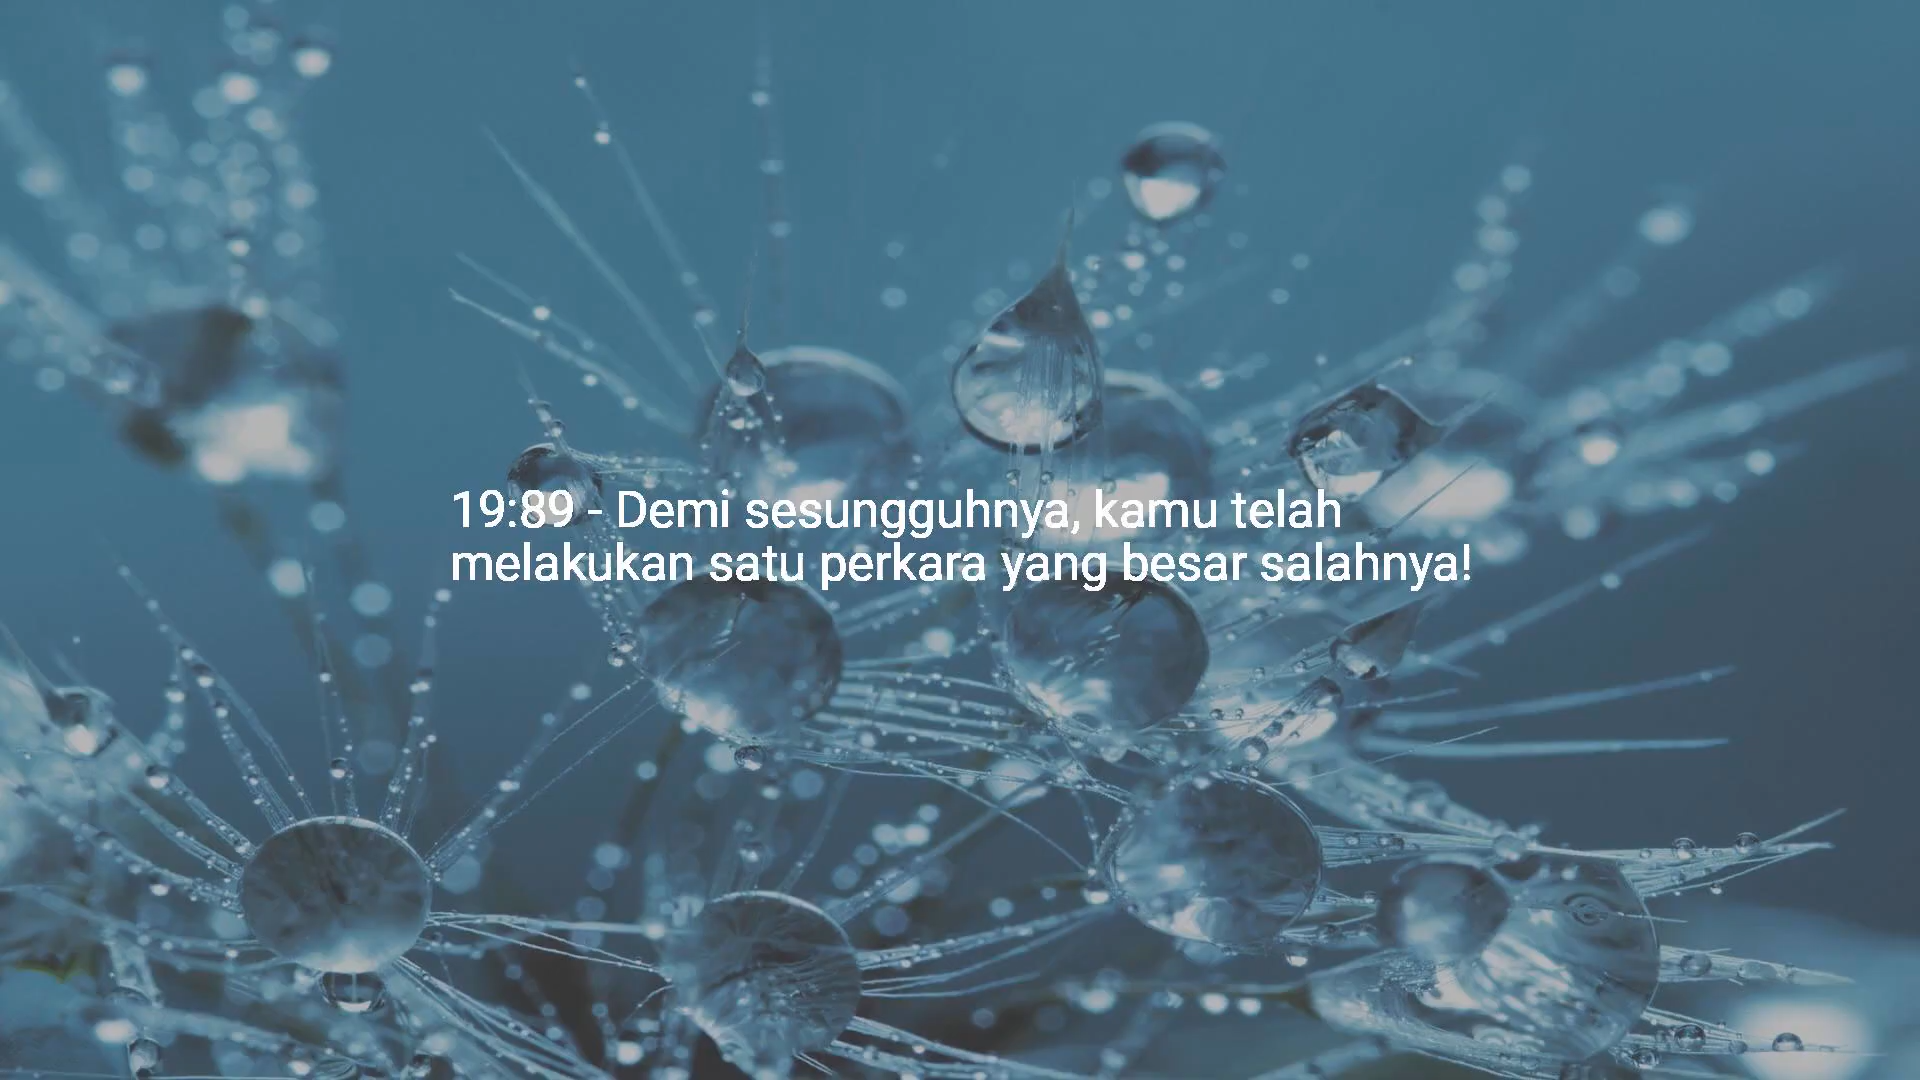 19:89 - Demi sesungguhnya, kamu telah
melakukan satu perkara yang besar salahnya!